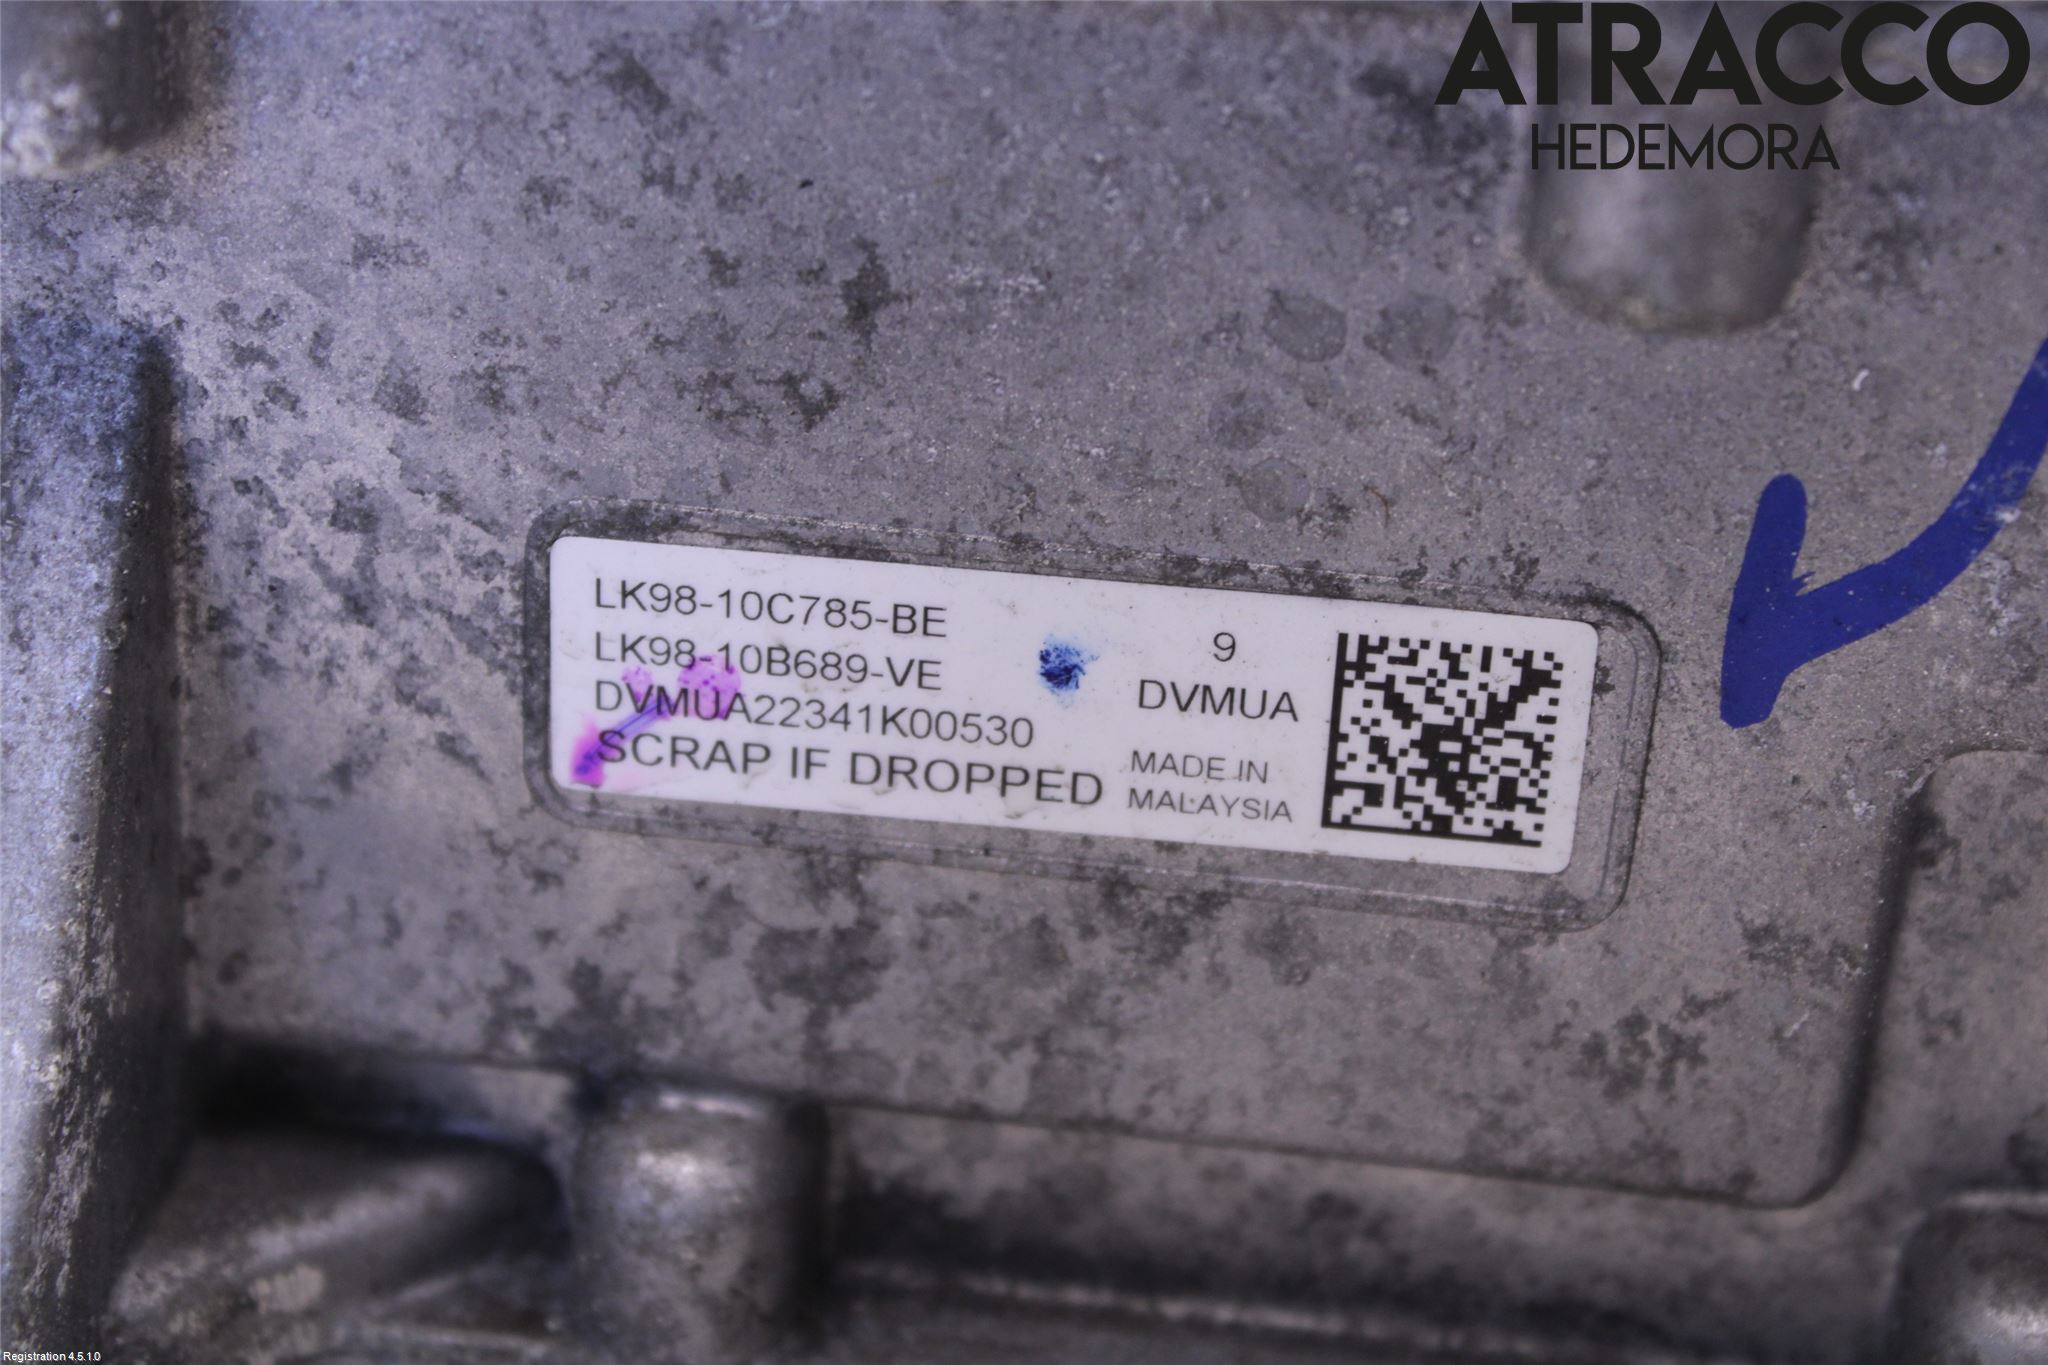 ATRACCO
HEDEMORA
LK98-10C785-BE
LK98-10B689-VE
DVMUA22341K00530
SCRAP IF DROPPED
9
DVMUA
MADE IN
MALAYSIA
Registration 4.5.1.0